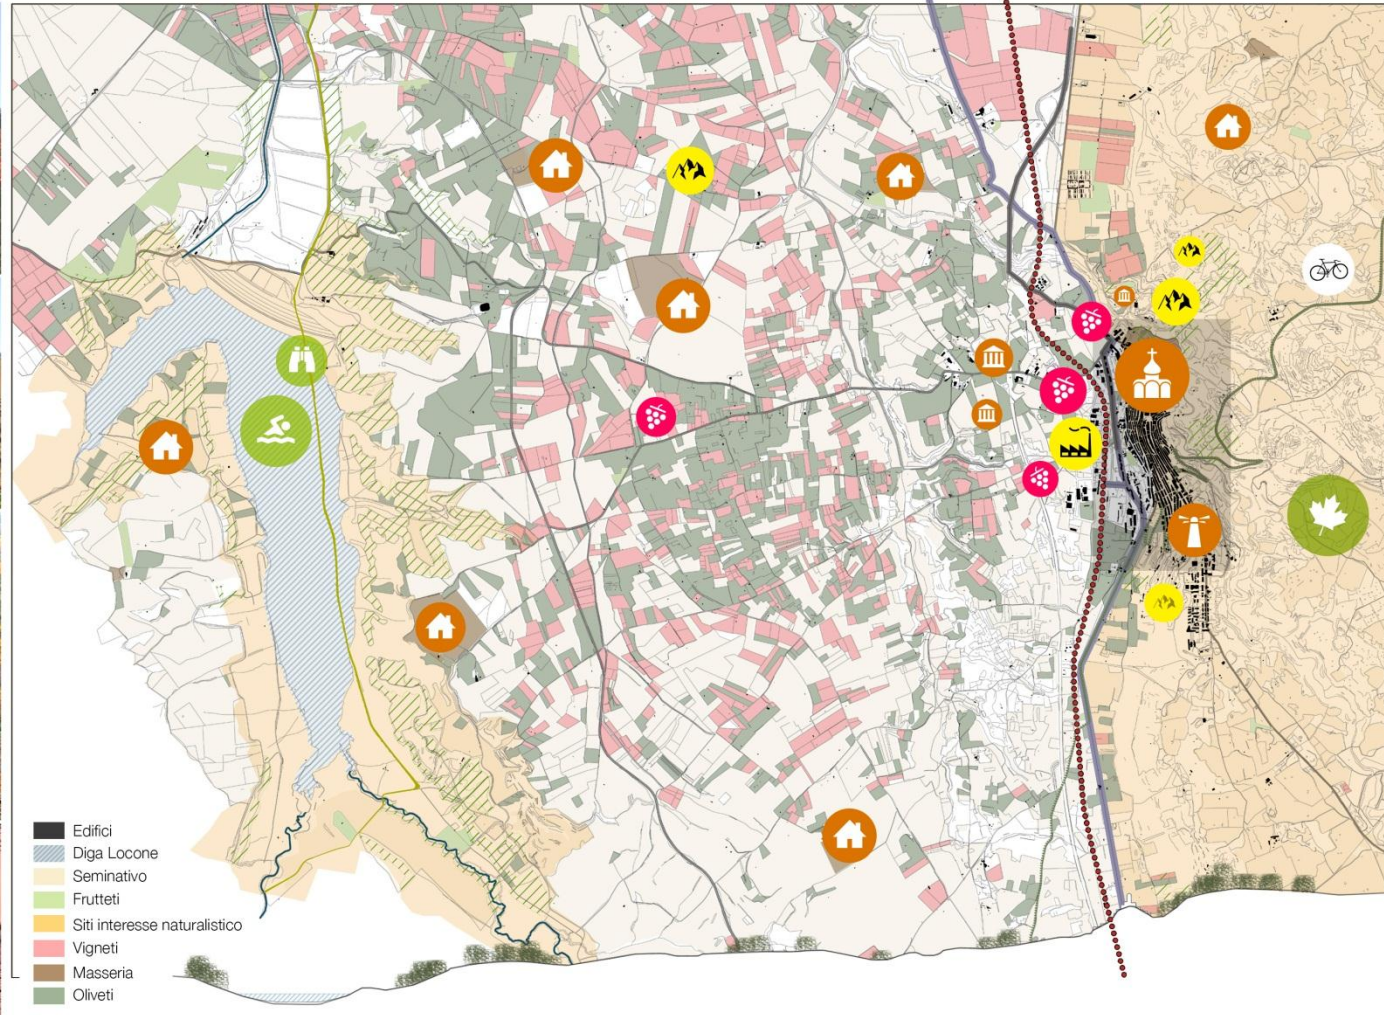 Edifici
Diga Locone
Seminativo
Frutteti
Siti interesse naturalistico
Vigneti
Masseria
Oliveti